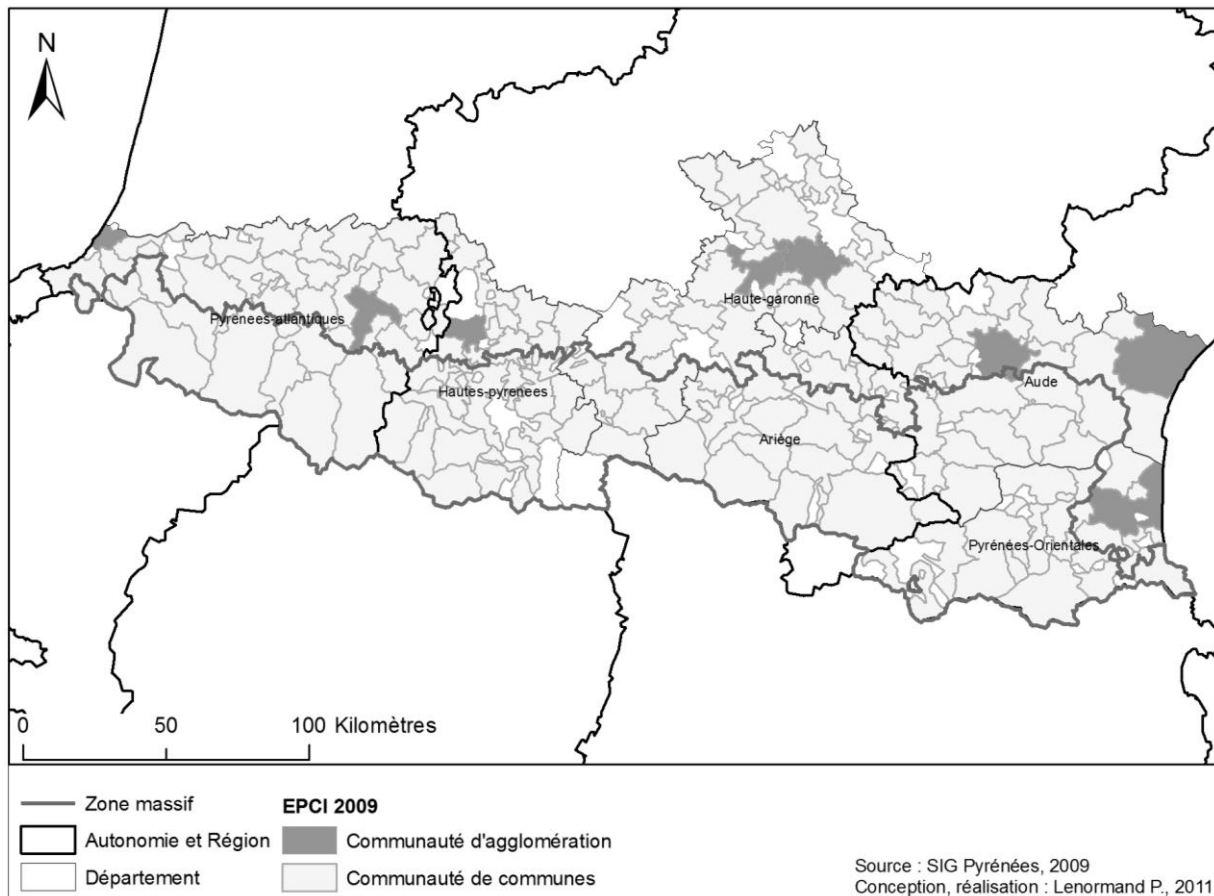 N
Haute-garonne
Pyrenees-atlantiques
Hautes-pyrenees
Aude
Ariège
Pyrénées-Orientales
0 50 100 Kilomètres
Zone massif
Autonomie et Région
Département
EPCI 2009
Communauté d'agglomération
Communauté de communes
Source : SIG Pyrénées, 2009
Conception, réalisation : Lenormand P., 2011